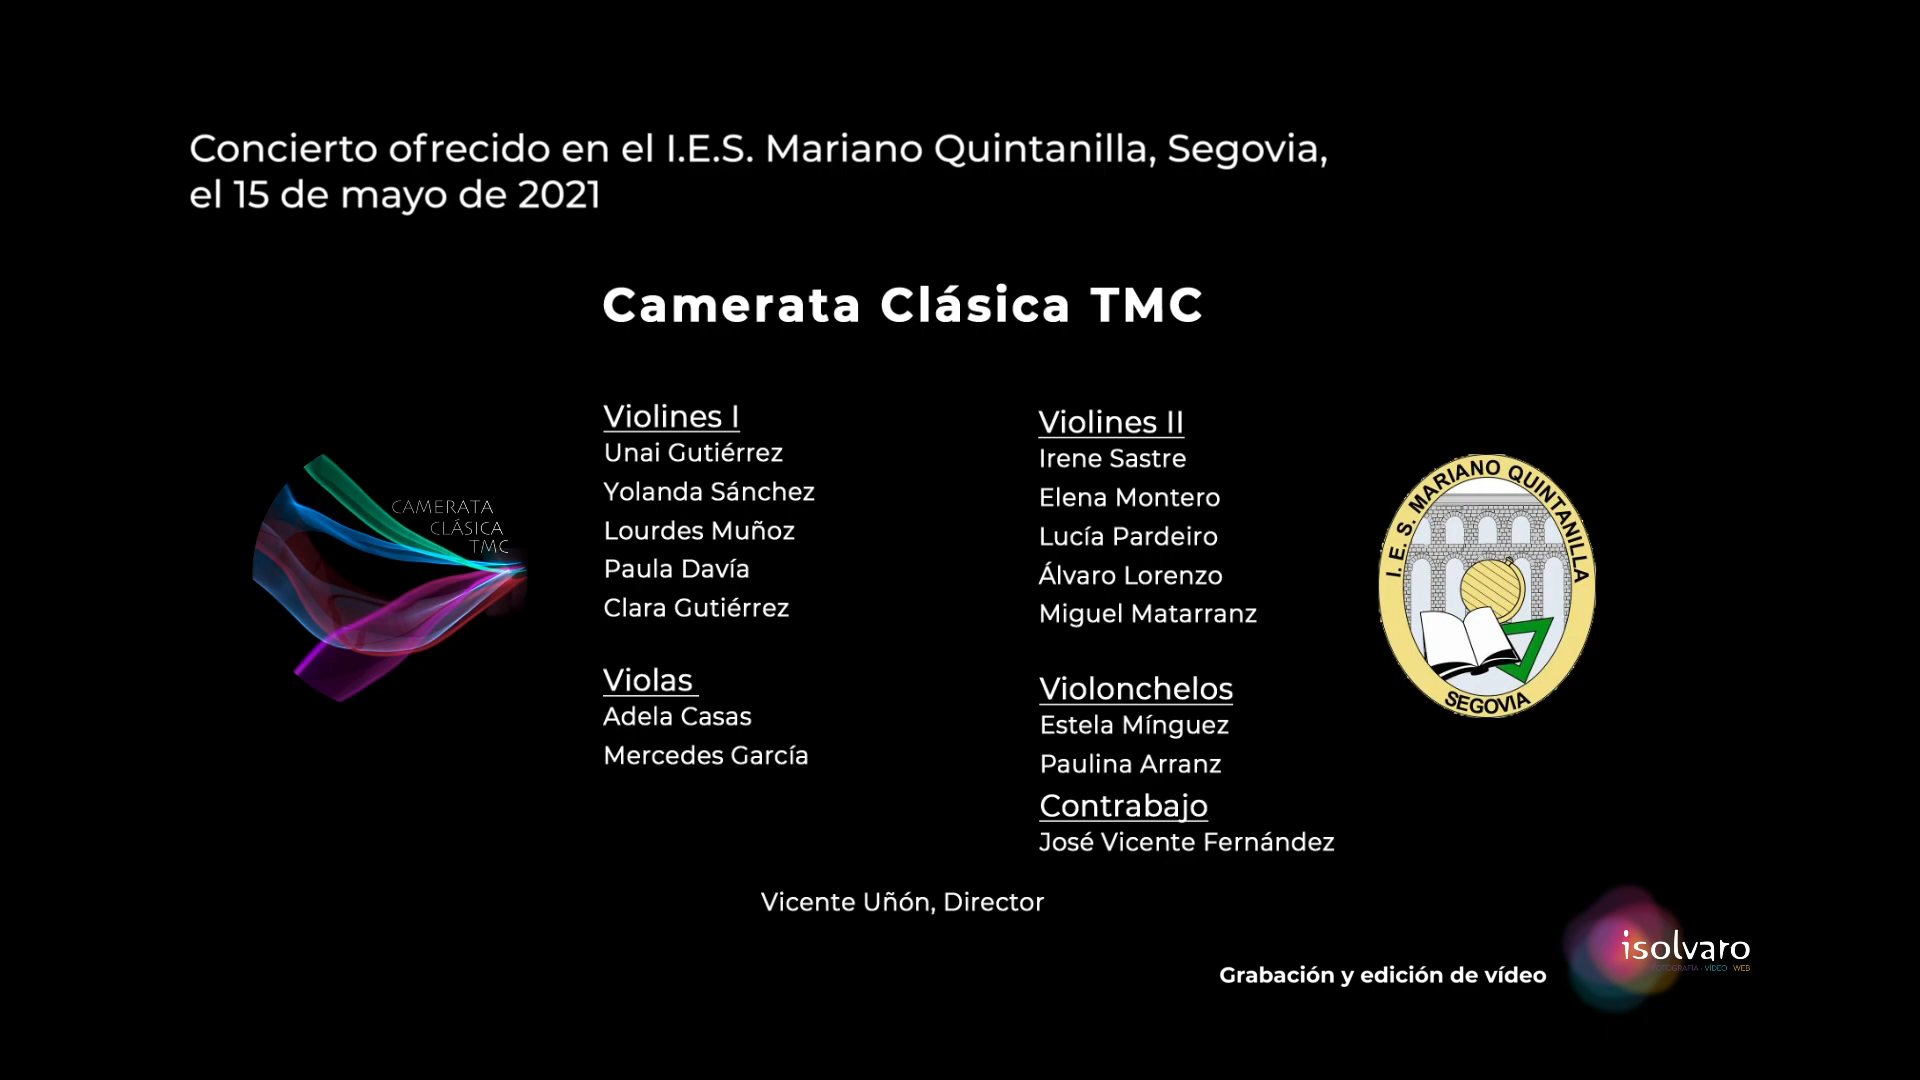 Concierto ofrecido en el I.E.S. Mariano Quintanilla, Segovia,
el 15 de mayo de 2021
Camerata Clásica TMC
CAMERATA
CLÁSICA
TMC
Violines I
Unai Gutiérrez
Yolanda Sánchez
Lourdes Muñoz
Paula Davía
Clara Gutiérrez
Violas
Adela Casas
Mercedes García
Violines II
Irene Sastre
Elena Montero
Lucía Pardeiro
Álvaro Lorenzo
Miguel Matarranz
Violonchelos
Estela Mínguez
Paulina Arranz
Contrabajo
José Vicente Fernández
I. E. S. MARIANO QUINTANILLA
SEGOVIA
Vicente Uñón, Director
Grabación y edición de vídeo
isolvaro
FOTOGRAFÍA · VÍDEO · WEB